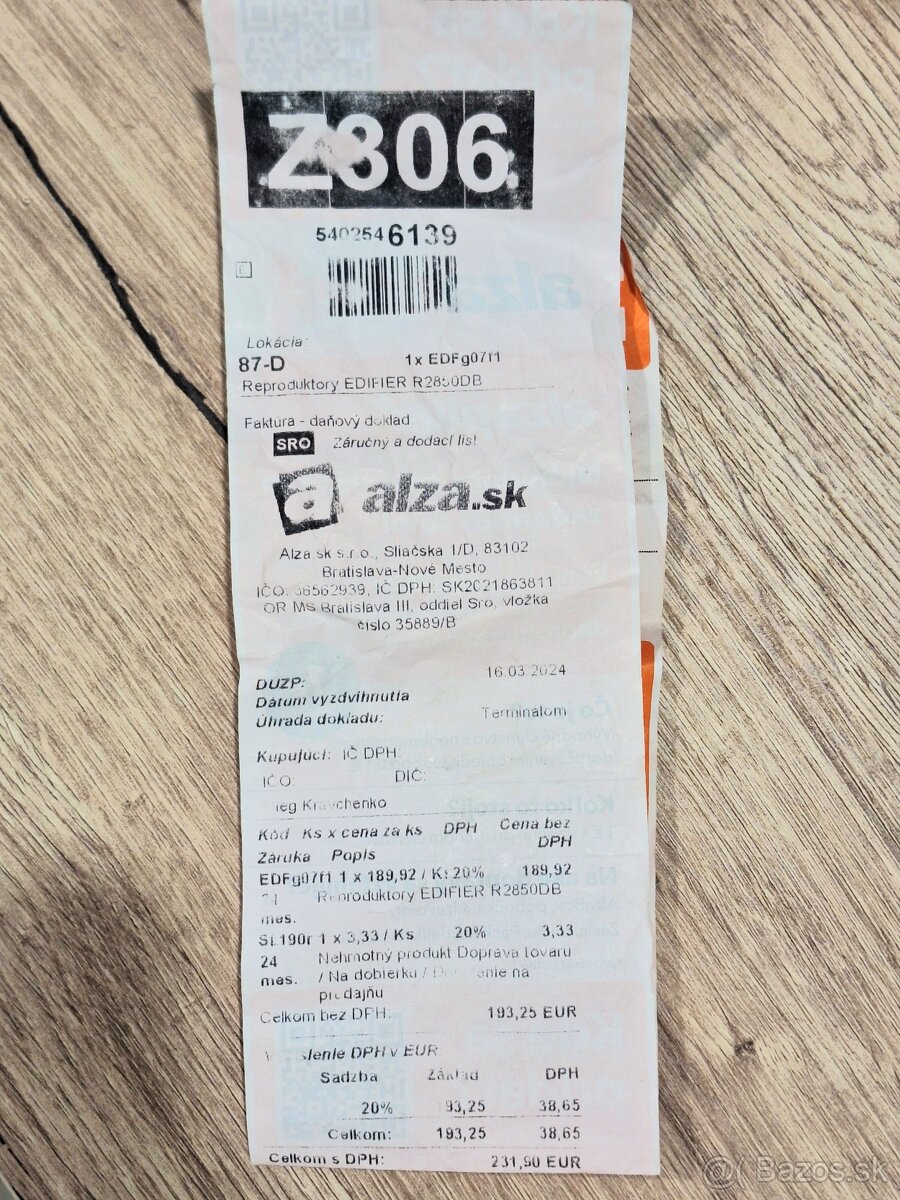 Z306
540254 6139
E
Lokácia:
87-D 1x EDFg07f1
Reproduktory EDIFIER R2850DB
Faktura - daňový doklad
SRO Záručný a dodací list
a alza.sk
Alza.sk s.r.o., Sliačska 1/D, 83102
Bratislava-Nové Mesto
IČO: 36562939, IČ DPH: SK2021863811
OR MS Bratislava III, oddiel Sro, vložka
číslo 35889/B
DUZP: 16.03.2024
Dátum vyzdvihnutia
Úhrada dokladu: Terminálom
Kupujúci: IČ DPH:
IČO: DIČ:
Oleg Kravchenko
Kód Ks x cena za ks DPH Cena bez
DPH
Záruka Popis
EDFg07f1 1 x 189,92 / Ks 20% 189,92
Reproduktory EDIFIER R2850DB
mes.
SL190r 1 x 3,33 / Ks 20% 3,33
24 Nehmotný produkt Doprava tovaru
mes. / Na dobierku / Doručenie na
predajňu
Celkom bez DPH: 193,25 EUR
DPH v EUR
Sadzba Základ DPH
20% 193,25 38,65
Celkom: 193,25 38,65
Celkom s DPH: 231,90 EUR
@ Bazos.sk